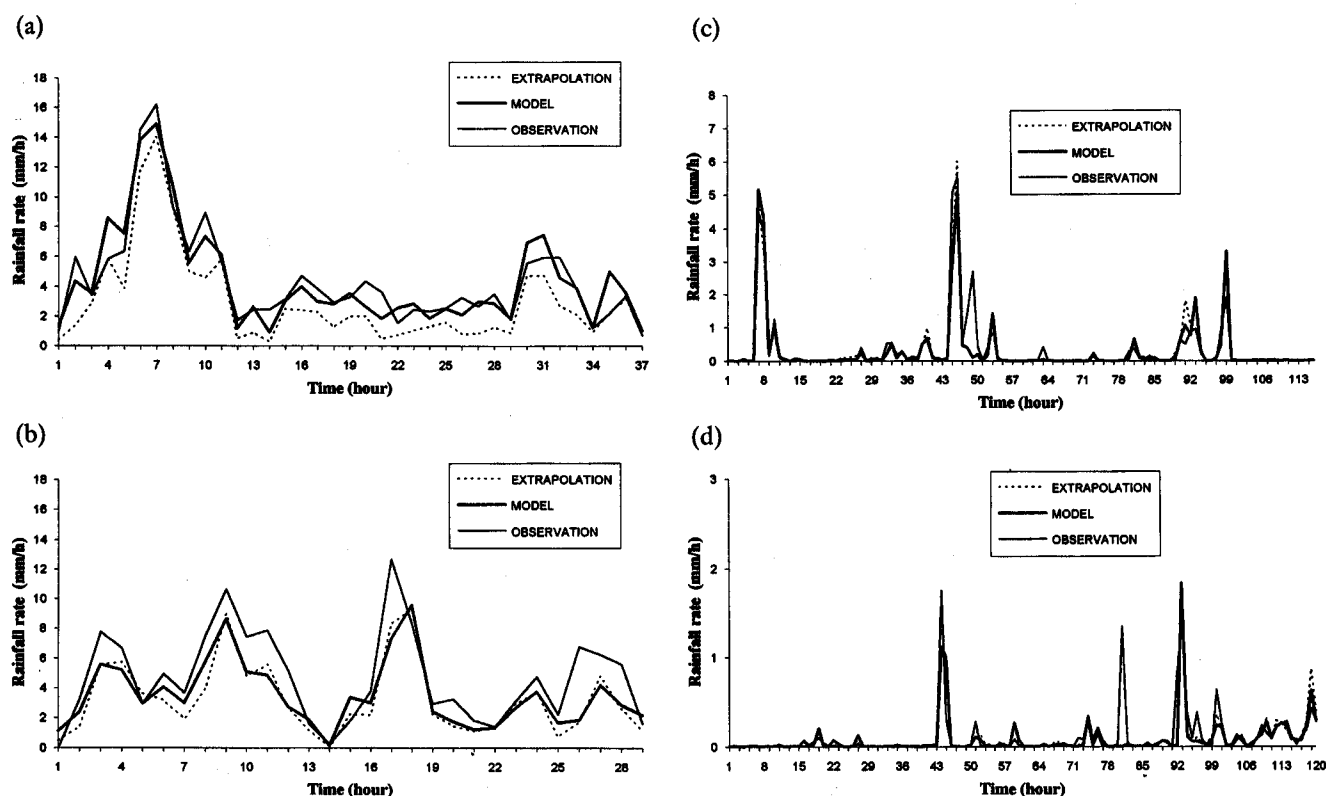 (a)
18
16
14
12
10
8
6
4
2
0
Rainfall rate (mm/h)
EXTRAPOLATION
MODEL
OBSERVATION
1 4 7 10 13 16 19 22 25 28 31 34 37
Time (hour)
(b)
18
16
14
12
10
8
6
4
2
0
Rainfall rate (mm/h)
EXTRAPOLATION
MODEL
OBSERVATION
1 4 7 10 13 16 19 22 25 28
Time (hour)
(c)
8
7
6
5
4
3
2
1
0
Rainfall rate (mm/h)
EXTRAPOLATION
MODEL
OBSERVATION
1 8 15 22 29 36 43 50 57 64 71 78 85 92 99 106 113
Time (hour)
(d)
3
2
1
0
Rainfall rate (mm/h)
EXTRAPOLATION
MODEL
OBSERVATION
1 8 15 22 29 36 43 50 57 64 71 78 85 92 99 106 113 120
Time (hour)